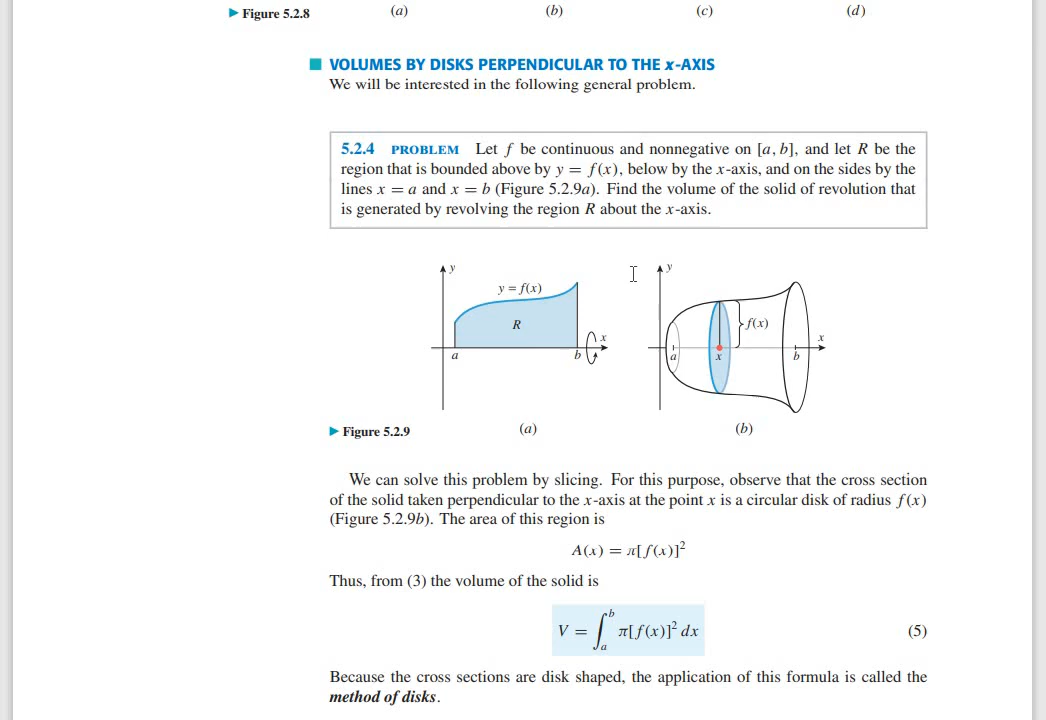 ▶ Figure 5.2.8 (a) (b) (c) (d)
■ VOLUMES BY DISKS PERPENDICULAR TO THE x-AXIS
We will be interested in the following general problem.
5.2.4 PROBLEM Let f be continuous and nonnegative on [a, b], and let R be the
region that is bounded above by y = f(x), below by the x-axis, and on the sides by the
lines x = a and x = b (Figure 5.2.9a). Find the volume of the solid of revolution that
is generated by revolving the region R about the x-axis.
y
y = f(x)
R
a
b
x
y
f(x)
a
x
b
x
▶ Figure 5.2.9 (a) (b)
We can solve this problem by slicing. For this purpose, observe that the cross section
of the solid taken perpendicular to the x-axis at the point x is a circular disk of radius f(x)
(Figure 5.2.9b). The area of this region is
A(x) = π[f(x)]²
Thus, from (3) the volume of the solid is
V = ∫ₐᵇ π[f(x)]² dx (5)
Because the cross sections are disk shaped, the application of this formula is called the
method of disks.